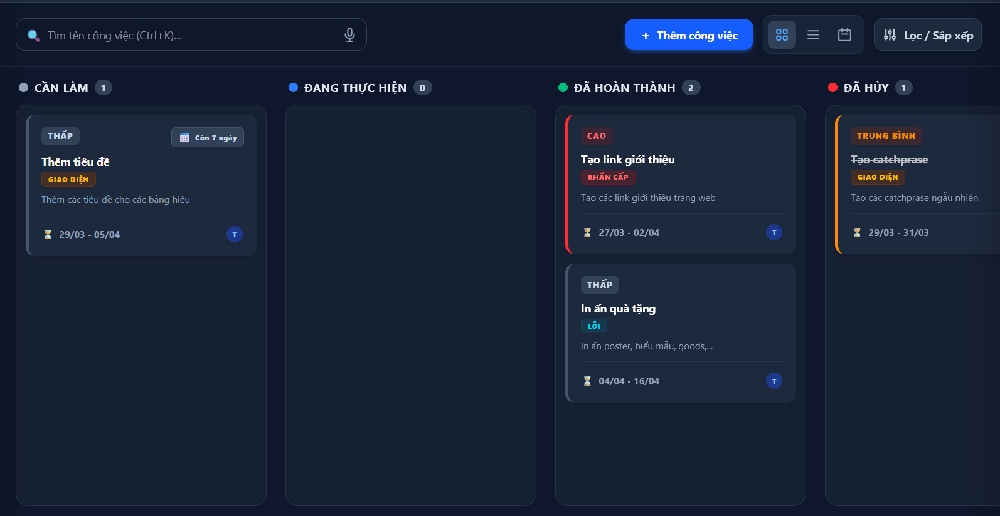 Tìm tên công việc (Ctrl+K)...
+ Thêm công việc
Lọc / Sắp xếp
CẦN LÀM 1
THẤP
Còn 7 ngày
Thêm tiêu đề
GIAO DIỆN
Thêm các tiêu đề cho các bảng hiệu
29/03 - 05/04
T
ĐANG THỰC HIỆN 0
ĐÃ HOÀN THÀNH 2
CAO
Tạo link giới thiệu
KHẨN CẤP
Tạo các link giới thiệu trang web
27/03 - 02/04
T
THẤP
In ấn quà tặng
LỖI
In ấn poster, biểu mẫu, goods,...
04/04 - 16/04
T
ĐÃ HỦY 1
TRUNG BÌNH
Tạo catchprase
GIAO DIỆN
Tạo các catchprase ngẫu nhiên
29/03 - 31/03